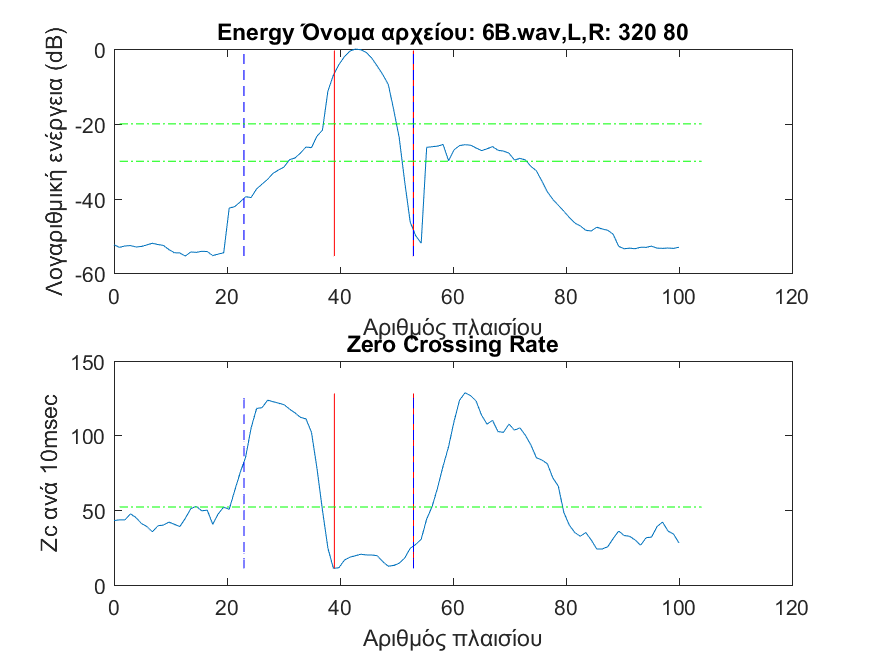 Energy Όνομα αρχείου: 6B.wav,L,R: 320 80
Λογαριθμική ενέργεια (dB)
0
-20
-40
-60
0 20 40 60 80 100 120
Αριθμός πλαισίου
Zero Crossing Rate
Zc ανά 10msec
150
100
50
0
0 20 40 60 80 100 120
Αριθμός πλαισίου